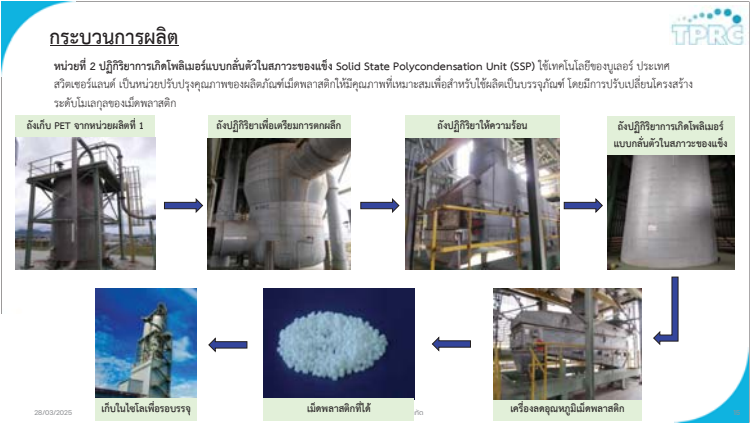 TPRC
กระบวนการผลิต
หน่วยที่ 2 ปฏิกิริยาการเกิดโพลิเมอร์แบบกลั่นตัวในสภาวะของแข็ง Solid State Polycondensation Unit (SSP) ใช้เทคโนโลยีของบูเลอร์ ประเทศ
สวิตเซอร์แลนด์ เป็นหน่วยปรับปรุงคุณภาพของผลิตภัณฑ์เม็ดพลาสติกให้มีคุณภาพที่เหมาะสมเพื่อสำหรับใช้ผลิตเป็นบรรจุภัณฑ์ โดยมีการปรับเปลี่ยนโครงสร้าง
ระดับโมเลกุลของเม็ดพลาสติก
ถังเก็บ PET จากหน่วยผลิตที่ 1
ถังปฏิกิริยาเพื่อเตรียมการตกผลึก
ถังปฏิกิริยาให้ความร้อน
ถังปฏิกิริยาการเกิดโพลิเมอร์
แบบกลั่นตัวในสภาวะของแข็ง
เก็บในไซโลเพื่อรอบรรจุ
เม็ดพลาสติกที่ได้
เครื่องลดอุณหภูมิเม็ดพลาสติก
28/03/2025